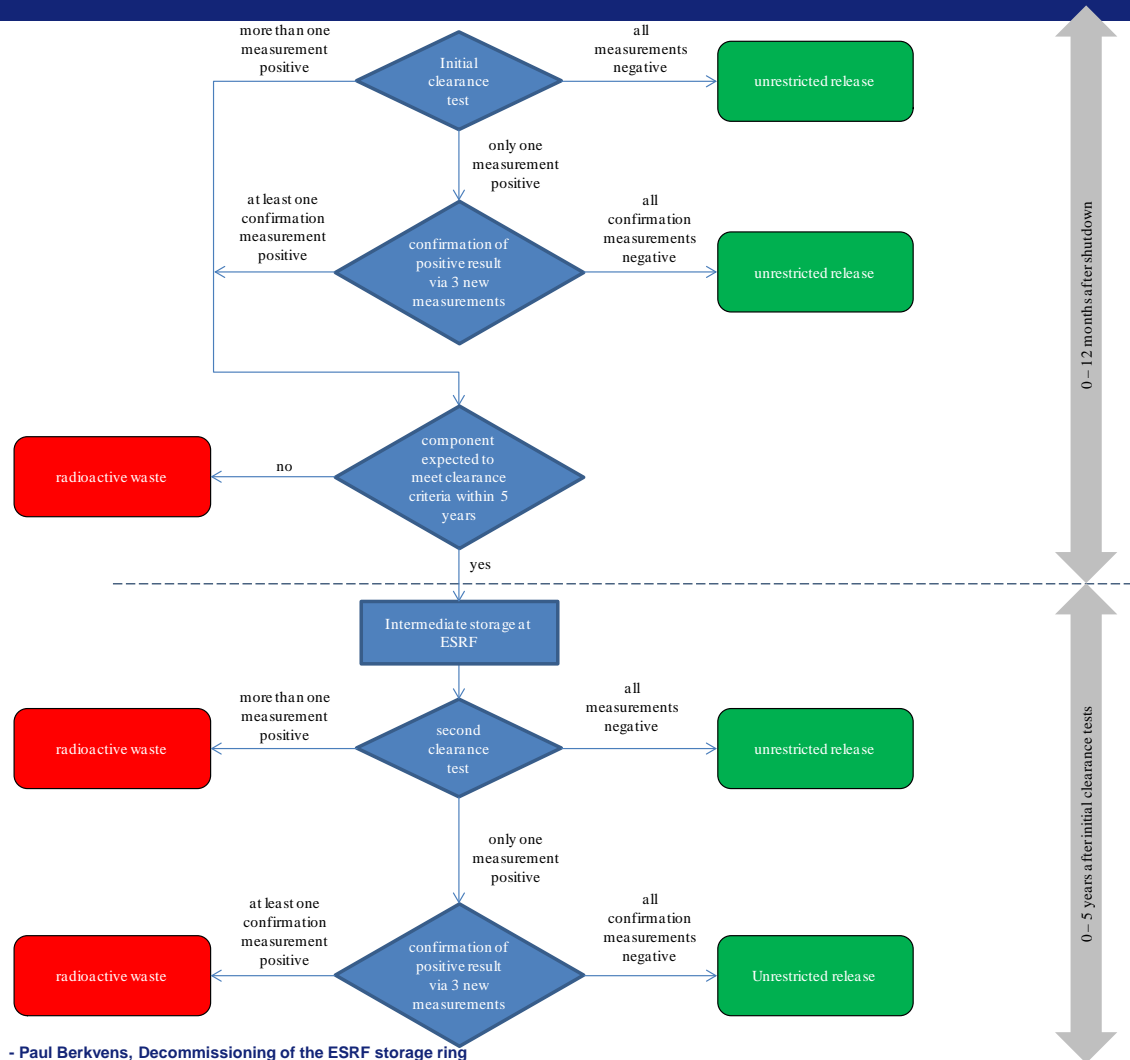 more than one
measurement
positive
Initial
clearance
test
all
measurements
negative
unrestricted release
only one
measurement
positive
at least one
confirmation
measurement
positive
confirmation of
positive result
via 3 new
measurements
all
confirmation
measurements
negative
unrestricted release
0 – 12 months after shutdown
radioactive waste
no
component
expected to
meet clearance
criteria within 5
years
yes
Intermediate storage at
ESRF
more than one
measurement
positive
radioactive waste
second
clearance
test
all
measurements
negative
unrestricted release
0 – 5 years after initial clearance tests
only one
measurement
positive
at least one
confirmation
measurement
positive
radioactive waste
confirmation of
positive result
via 3 new
measurements
all
confirmation
measurements
negative
Unrestricted release
- Paul Berkvens, Decommissioning of the ESRF storage ring